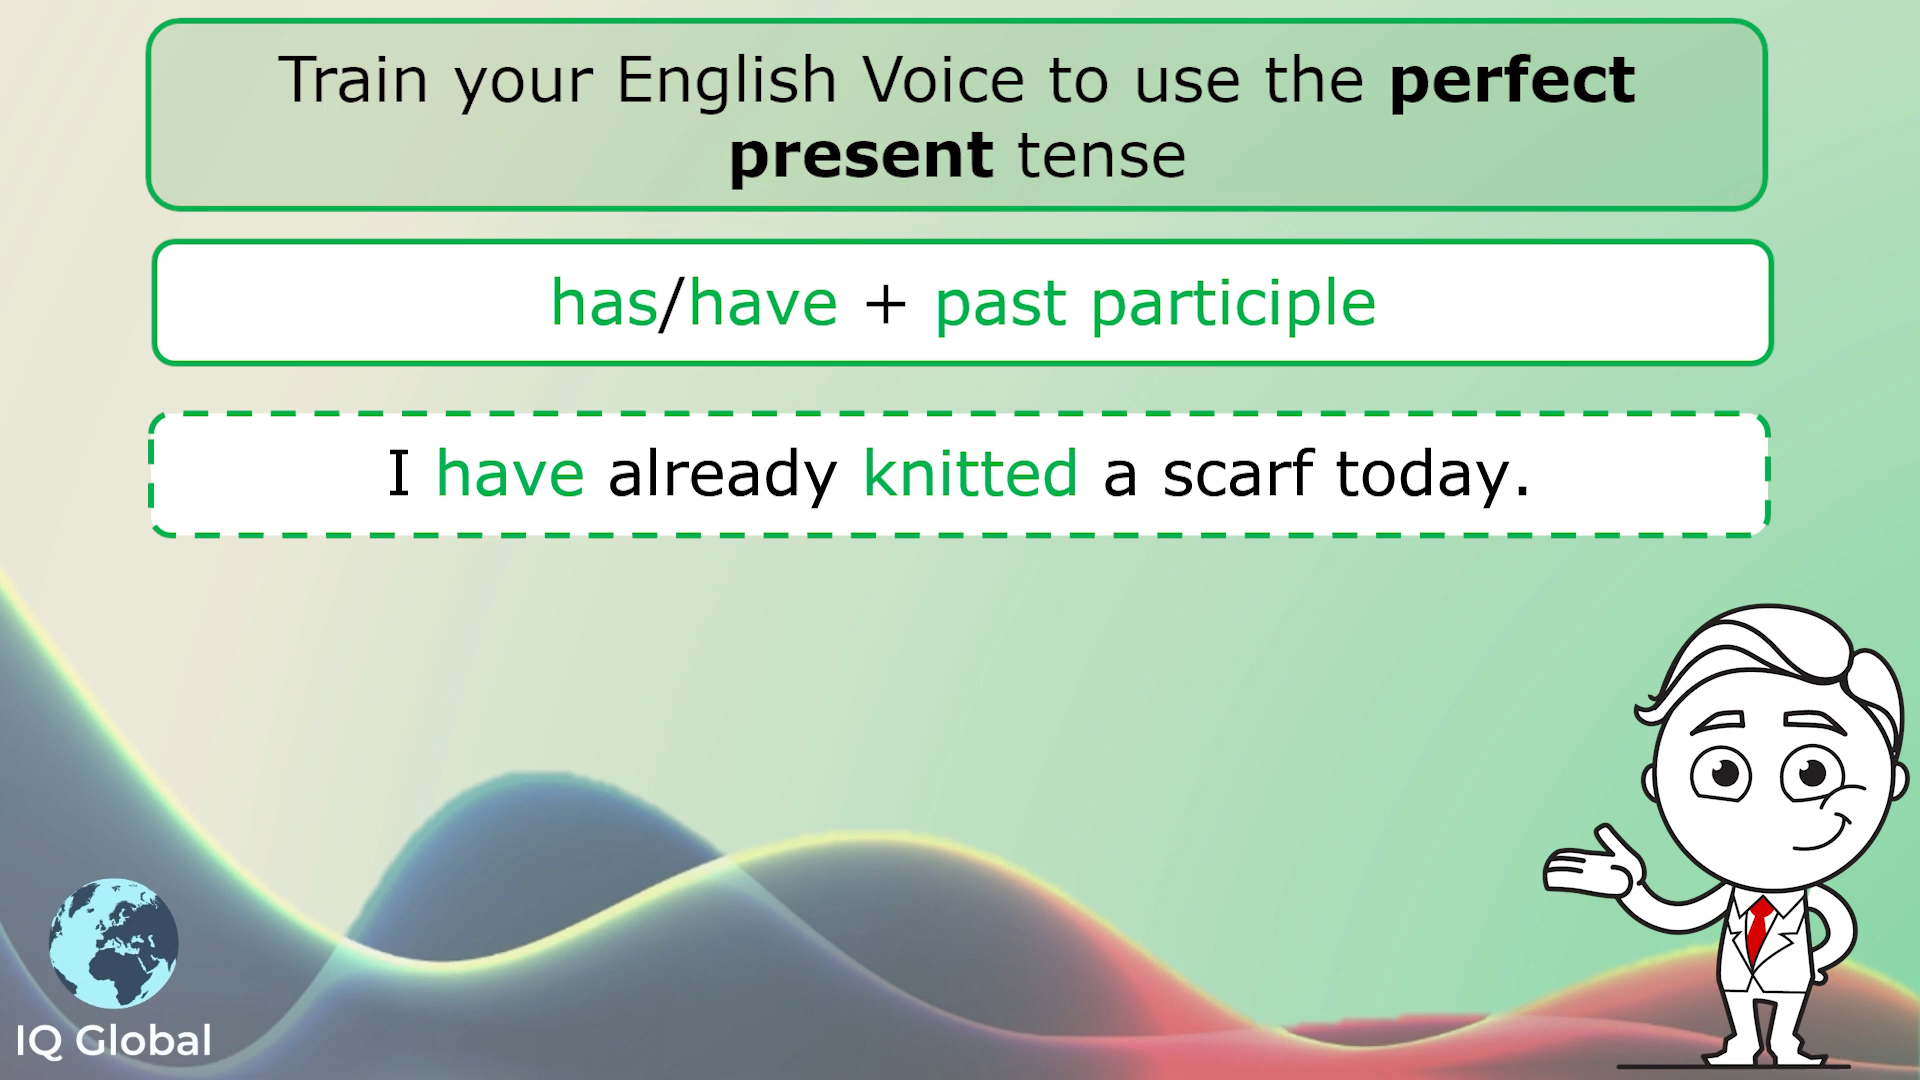 Train your English Voice to use the perfect
present tense
has/have + past participle
I have already knitted a scarf today.
IQ Global